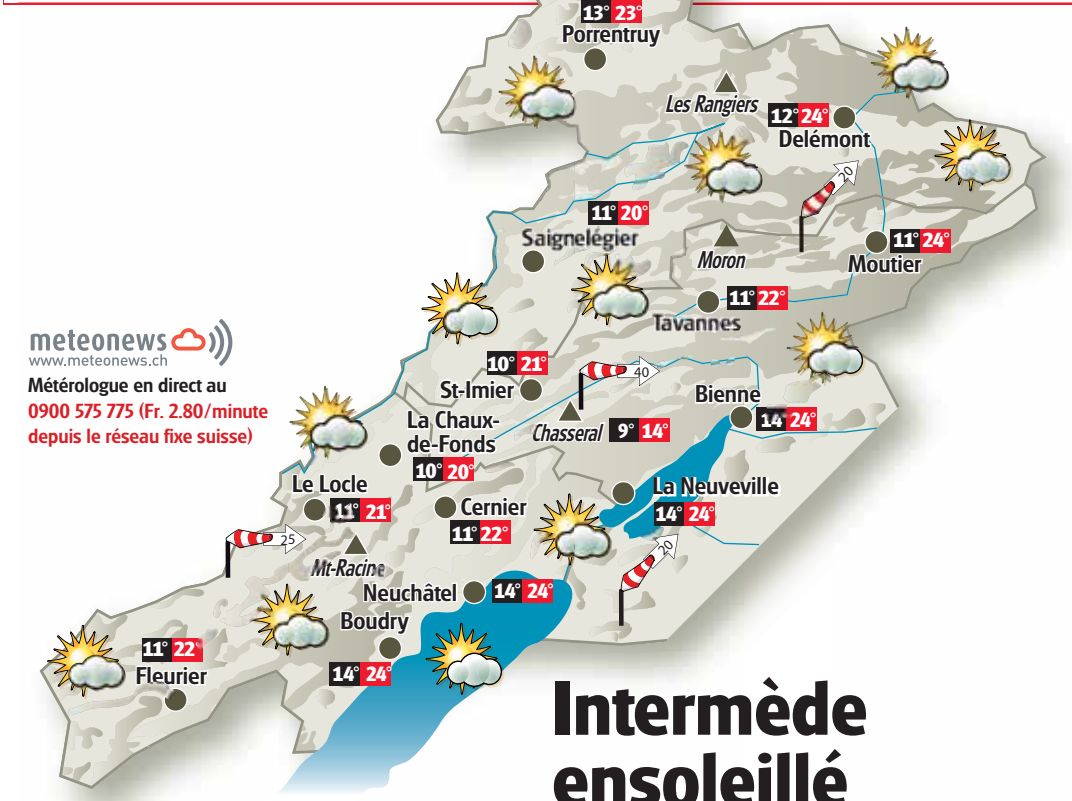 13° 23°
Porrentruy
Les Rangiers
12° 24°
Delémont
20
11° 20°
Saignelégier
Moron
11° 24°
Moutier
11° 22°
Tavannes
meteonews
www.meteonews.ch
Météorologue en direct au
0900 575 775 (Fr. 2.80/minute
depuis le réseau fixe suisse)
10° 21°
St-Imier
40
Bienne
14° 24°
La Chaux-
de-Fonds
10° 20°
Chasseral 9° 14°
Le Locle
11° 21°
Cernier
11° 22°
La Neuveville
14° 24°
25
Mt-Racine
20
Neuchâtel 14° 24°
Boudry
14° 24°
11° 22°
Fleurier
Intermède
ensoleillé